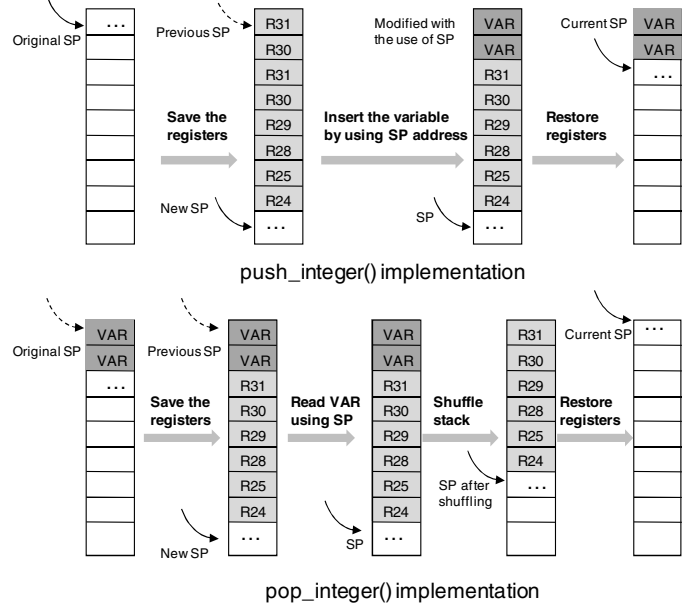 Original SP
...
Save the
registers
Previous SP
New SP
R31
R30
R31
R30
R29
R28
R25
R24
...
Insert the variable
by using SP address
Modified with
the use of SP
SP
VAR
VAR
R31
R30
R29
R28
R25
R24
...
Restore
registers
Current SP
VAR
VAR
...
push_integer() implementation
Original SP
VAR
VAR
...
Save the
registers
Previous SP
New SP
VAR
VAR
R31
R30
R29
R28
R25
R24
...
Read VAR
using SP
SP
VAR
VAR
R31
R30
R29
R28
R25
R24
...
Shuffle
stack
SP after
shuffling
R31
R30
R29
R28
R25
R24
...
Restore
registers
Current SP
...
pop_integer() implementation